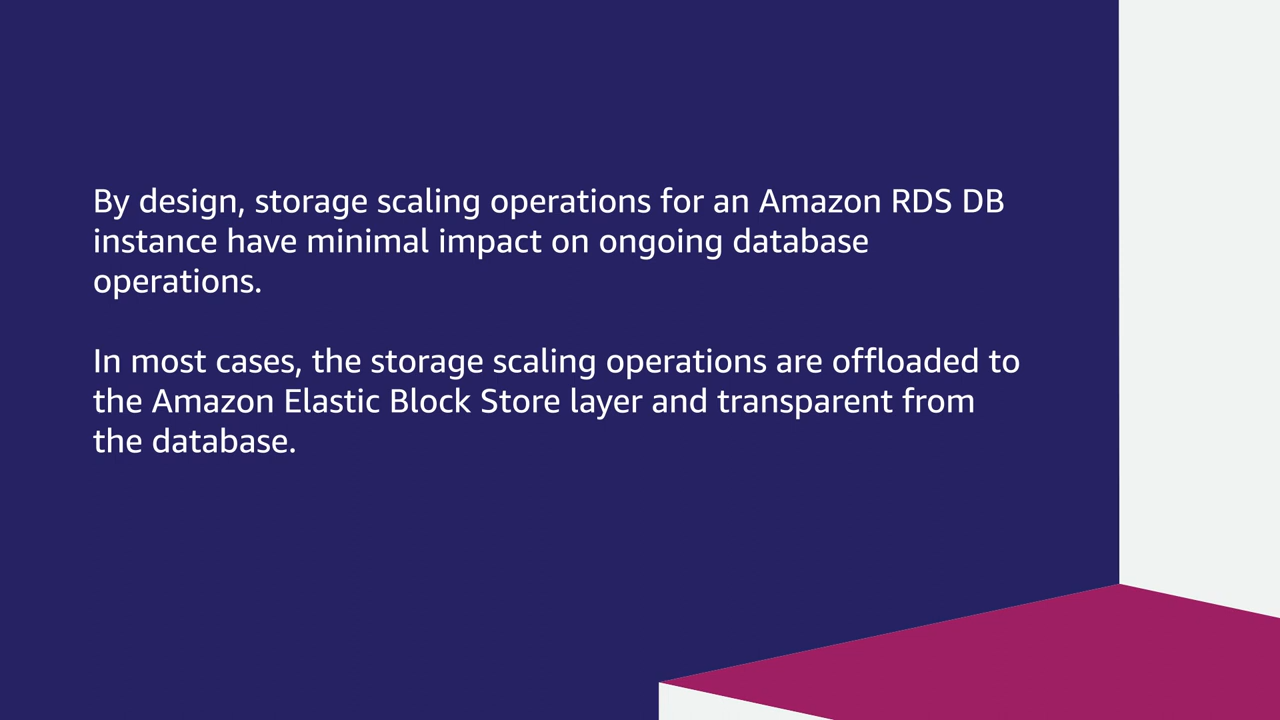 By design, storage scaling operations for an Amazon RDS DB
instance have minimal impact on ongoing database
operations.
In most cases, the storage scaling operations are offloaded to
the Amazon Elastic Block Store layer and transparent from
the database.